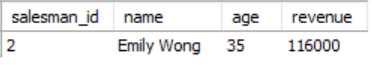 salesman_id name age revenue
2 Emily Wong 35 116000